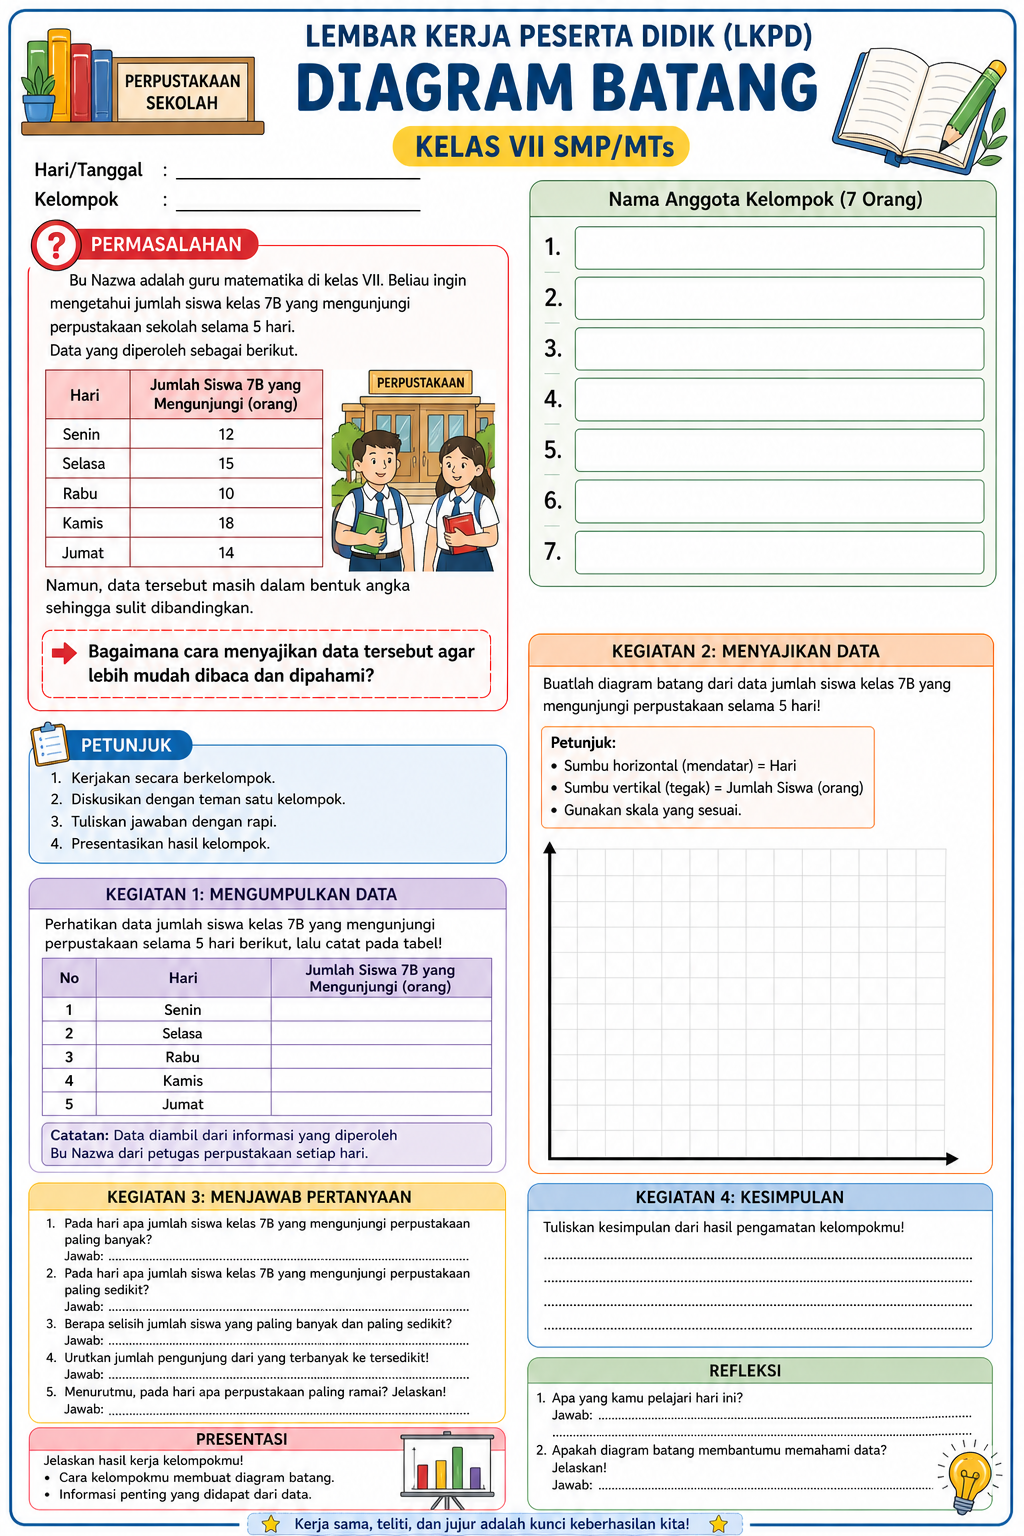 LEMBAR KERJA PESERTA DIDIK (LKPD)
DIAGRAM BATANG
KELAS VII SMP/MTs
PERPUSTAKAAN
SEKOLAH
Hari/Tanggal :
Kelompok :
Nama Anggota Kelompok (7 Orang)
1.
2.
3.
4.
5.
6.
7.
? PERMASALAHAN
Bu Nazwa adalah guru matematika di kelas VII. Beliau ingin
mengetahui jumlah siswa kelas 7B yang mengunjungi
perpustakaan sekolah selama 5 hari.
Data yang diperoleh sebagai berikut.
Hari Jumlah Siswa 7B yang
Mengunjungi (orang)
Senin 12
Selasa 15
Rabu 10
Kamis 18
Jumat 14
PERPUSTAKAAN
Namun, data tersebut masih dalam bentuk angka
sehingga sulit dibandingkan.
Bagaimana cara menyajikan data tersebut agar
lebih mudah dibaca dan dipahami?
PETUNJUK
1. Kerjakan secara berkelompok.
2. Diskusikan dengan teman satu kelompok.
3. Tuliskan jawaban dengan rapi.
4. Presentasikan hasil kelompok.
KEGIATAN 1: MENGUMPULKAN DATA
Perhatikan data jumlah siswa kelas 7B yang mengunjungi
perpustakaan selama 5 hari berikut, lalu catat pada tabel!
No Hari Jumlah Siswa 7B yang
Mengunjungi (orang)
1 Senin
2 Selasa
3 Rabu
4 Kamis
5 Jumat
Catatan: Data diambil dari informasi yang diperoleh
Bu Nazwa dari petugas perpustakaan setiap hari.
KEGIATAN 2: MENYAJIKAN DATA
Buatlah diagram batang dari data jumlah siswa kelas 7B yang
mengunjungi perpustakaan selama 5 hari!
Petunjuk:
• Sumbu horizontal (mendatar) = Hari
• Sumbu vertikal (tegak) = Jumlah Siswa (orang)
• Gunakan skala yang sesuai.
KEGIATAN 3: MENJAWAB PERTANYAAN
1. Pada hari apa jumlah siswa kelas 7B yang mengunjungi perpustakaan
paling banyak?
Jawab:
2. Pada hari apa jumlah siswa kelas 7B yang mengunjungi perpustakaan
paling sedikit?
Jawab:
3. Berapa selisih jumlah siswa yang paling banyak dan paling sedikit?
Jawab:
4. Urutkan jumlah pengunjung dari yang terbanyak ke tersedikit!
Jawab:
5. Menurutmu, pada hari apa perpustakaan paling ramai? Jelaskan!
Jawab:
KEGIATAN 4: KESIMPULAN
Tuliskan kesimpulan dari hasil pengamatan kelompokmu!
PRESENTASI
Jelaskan hasil kerja kelompokmu!
• Cara kelompokmu membuat diagram batang.
• Informasi penting yang didapat dari data.
REFLEKSI
1. Apa yang kamu pelajari hari ini?
Jawab:
2. Apakah diagram batang membantumu memahami data?
Jelaskan!
Jawab:
Kerja sama, teliti, dan jujur adalah kunci keberhasilan kita!